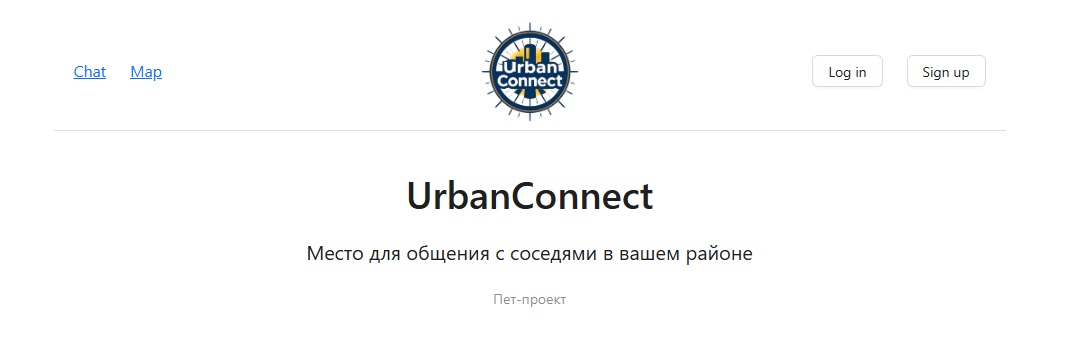 Chat Map
Urban
Connect
Log in Sign up
UrbanConnect
Место для общения с соседями в вашем районе
Пет-проект